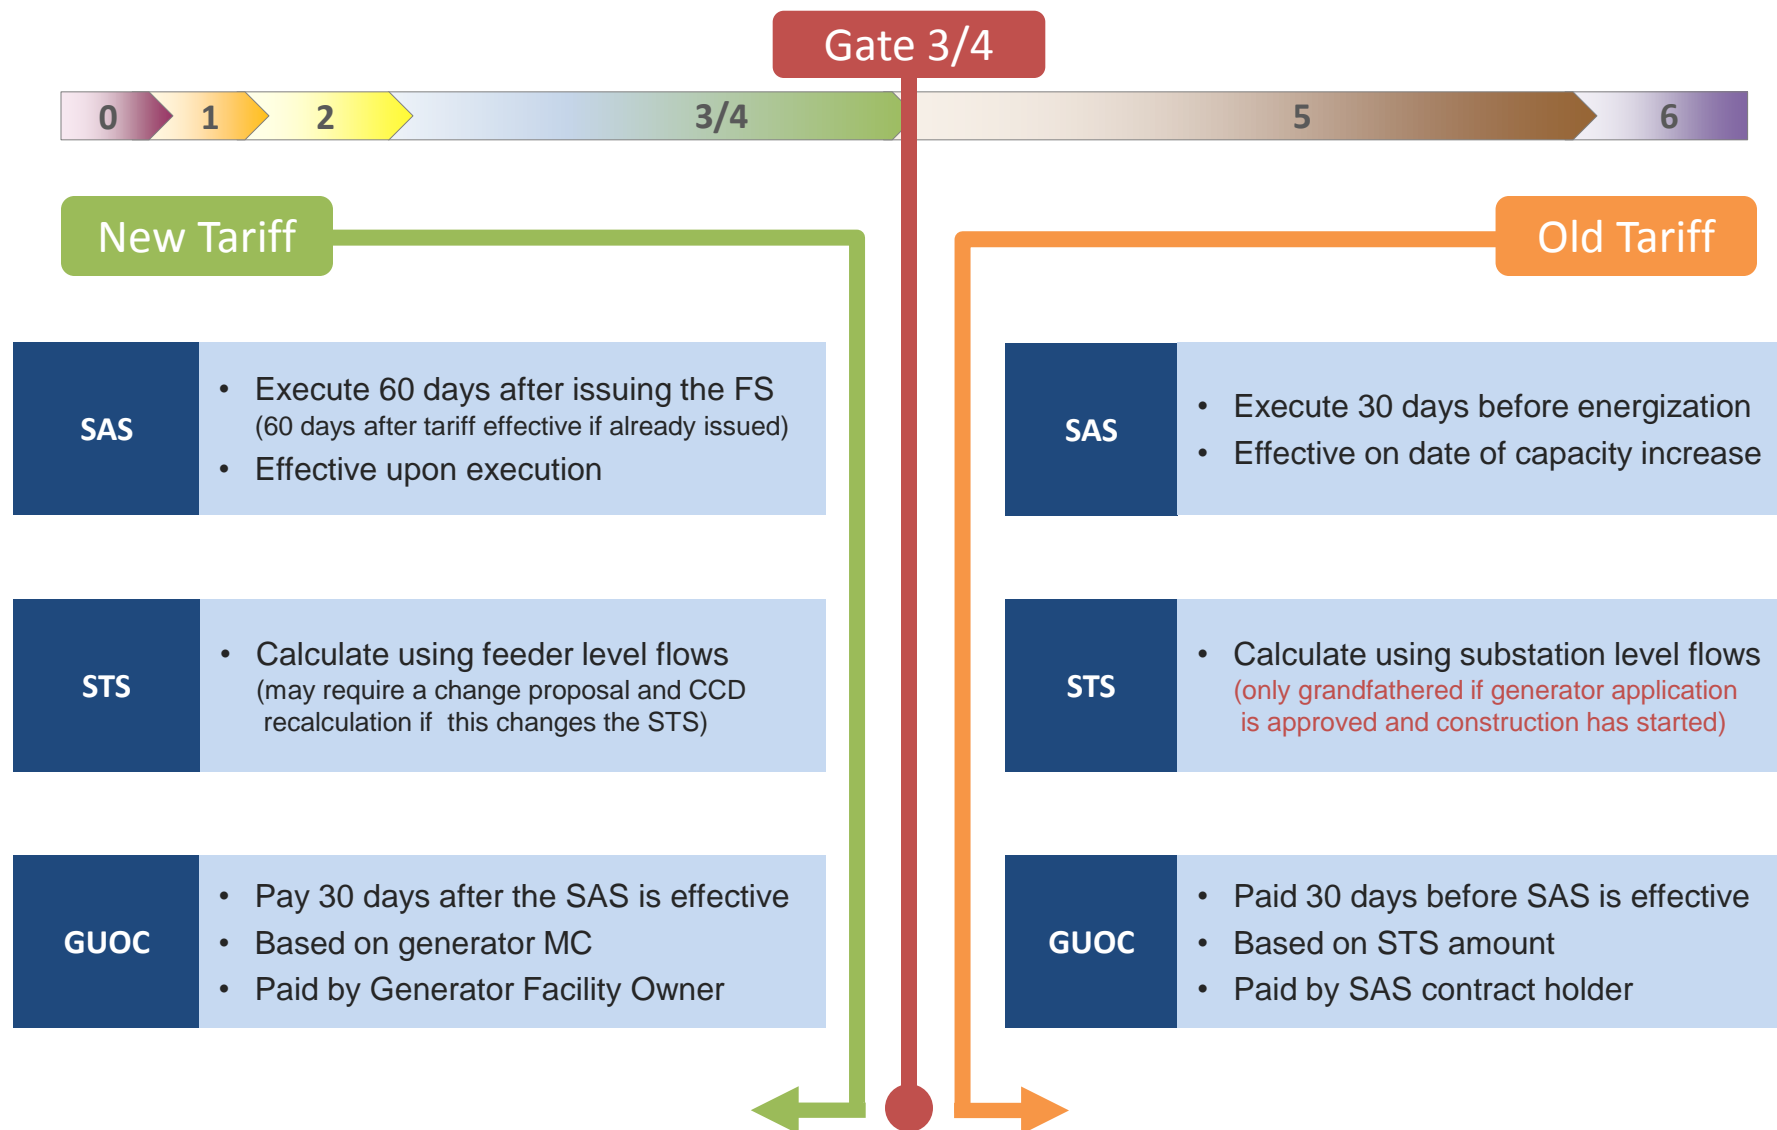 Gate 3/4
0 1 2 3/4 5 6
New Tariff
Old Tariff
SAS
• Execute 60 days after issuing the FS
(60 days after tariff effective if already issued)
• Effective upon execution
SAS
• Execute 30 days before energization
• Effective on date of capacity increase
STS
• Calculate using feeder level flows
(may require a change proposal and CCD
recalculation if this changes the STS)
STS
• Calculate using substation level flows
(only grandfathered if generator application
is approved and construction has started)
GUOC
• Pay 30 days after the SAS is effective
• Based on generator MC
• Paid by Generator Facility Owner
GUOC
• Paid 30 days before SAS is effective
• Based on STS amount
• Paid by SAS contract holder